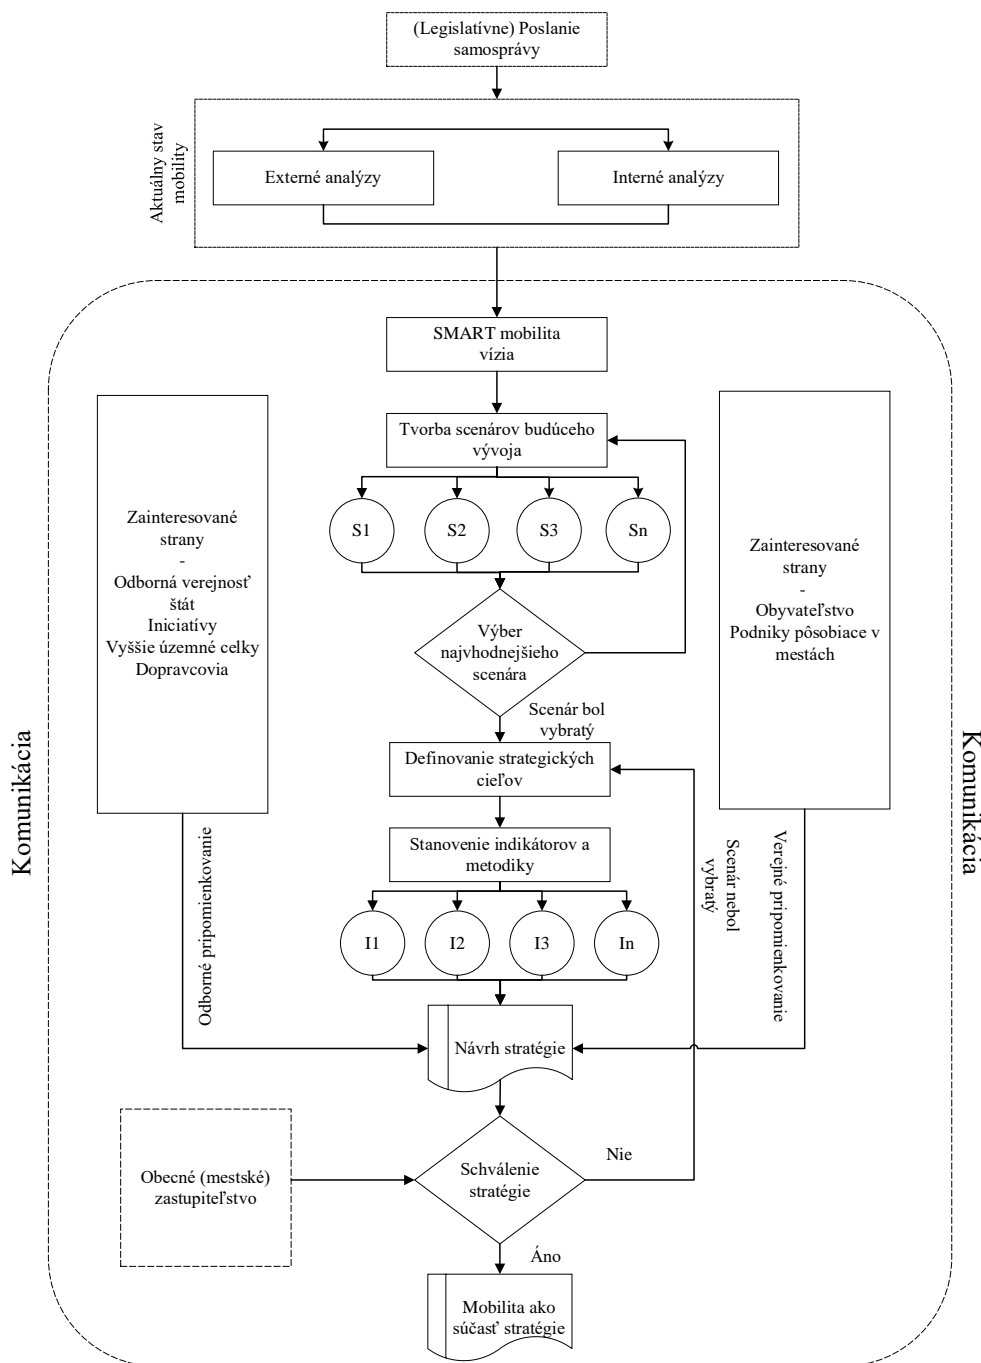 (Legislatívne) Poslanie
samosprávy
Aktuálny stav
mobility
Externé analýzy
Interné analýzy
SMART mobilita
vízia
Tvorba scenárov budúceho
vývoja
S1
S2
S3
Sn
Výber
najvhodnejšieho
scenára
Scenár bol
vybratý
Zainteresované
strany
-
Odborná verejnosť
štát
Iniciatívy
Vyššie územné celky
Dopravcovia
Zainteresované
strany
-
Obyvateľstvo
Podniky pôsobiace v
mestách
Komunikácia
Komunikácia
Definovanie strategických
cieľov
Stanovenie indikátorov a
metodiky
I1
I2
I3
In
Odborné pripomienkovanie
Scenár nebol
vybratý
Verejné pripomienkovanie
Návrh stratégie
Obecné (mestské)
zastupiteľstvo
Schválenie
stratégie
Nie
Áno
Mobilita ako
súčasť stratégie